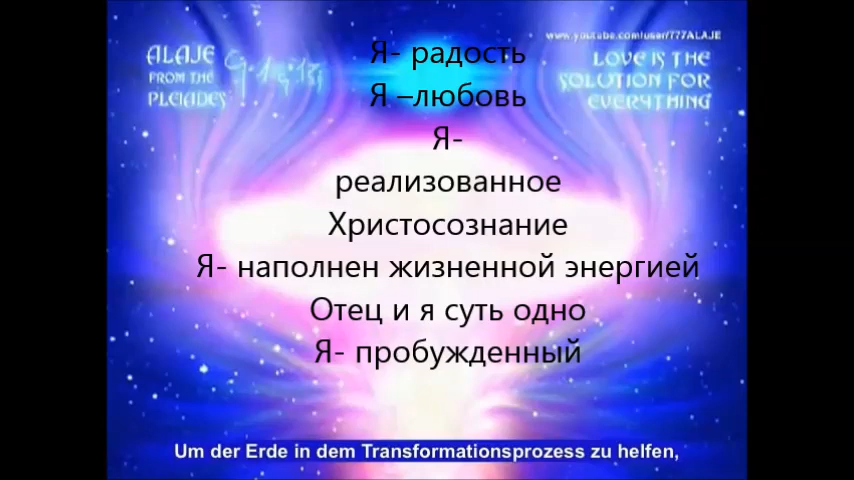 www.youtube.com/user/777ALAJE
ALAJE
FROM THE
PLEIADES
LOVE IS THE
SOLUTION FOR
EVERYTHING
Я- радость
Я –любовь
Я-
реализованное
Христосознание
Я- наполнен жизненной энергией
Отец и я суть одно
Я- пробужденный
Um der Erde in dem Transformationsprozess zu helfen,